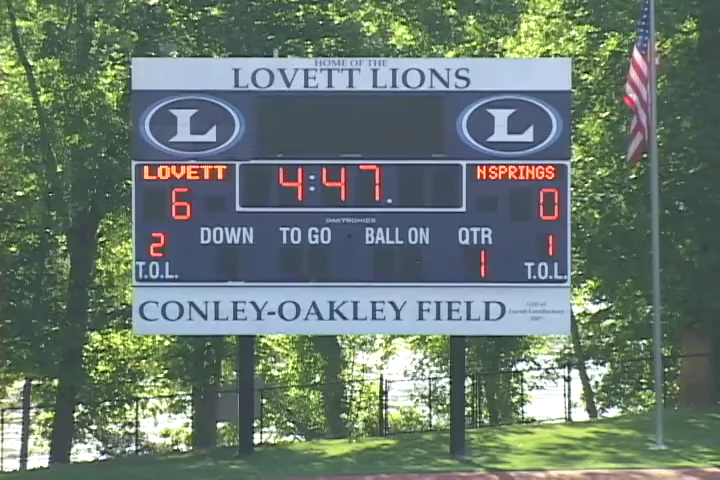 HOME OF THE
LOVETT LIONS
L L
LOVETT 4:47 N SPRINGS
6 0
DAKTRONICS
2 DOWN TO GO BALL ON QTR 1
T.O.L. 1 T.O.L.
CONLEY-OAKLEY FIELD